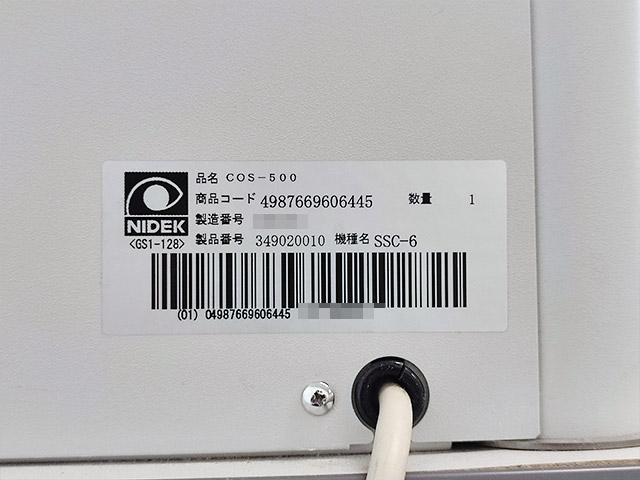 NIDEK
<GS1-128>
品名 COS-500
商品コード 4987669606445 数量 1
製造番号
製品番号 349020010 機種名 SSC-6
(01) 04987669606445